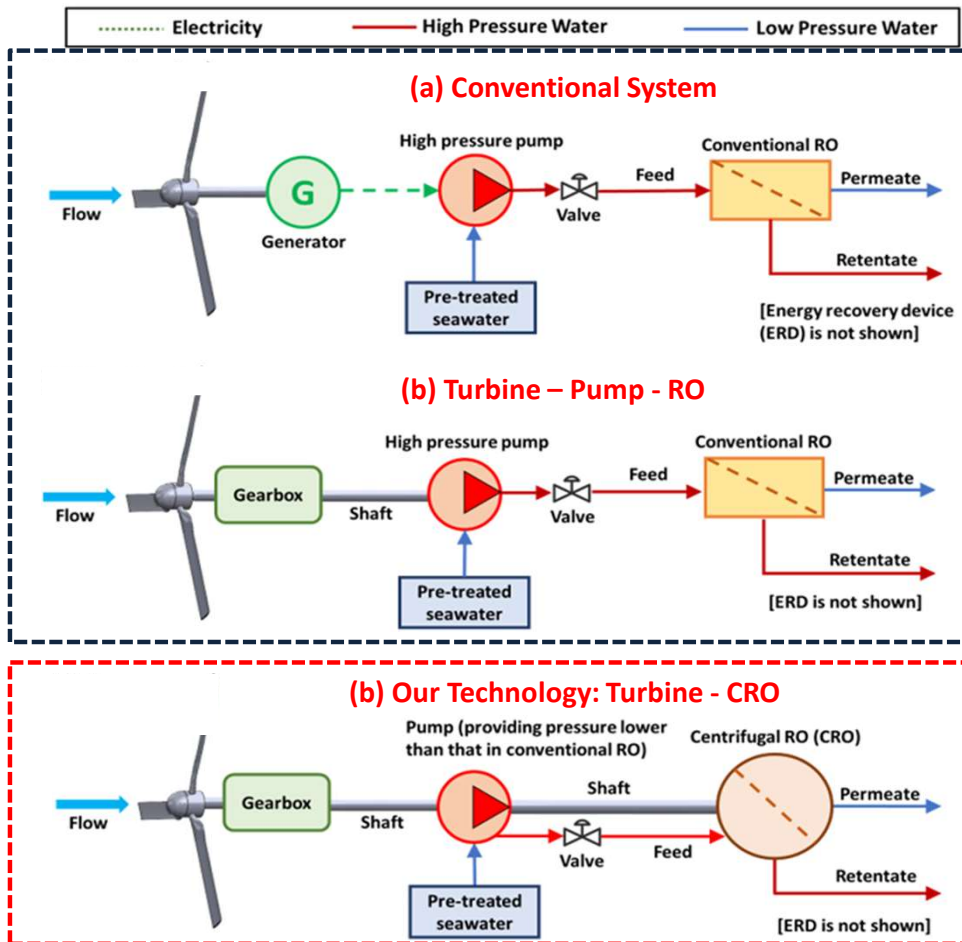 Electricity
High Pressure Water
Low Pressure Water
(a) Conventional System
High pressure pump
Conventional RO
Flow
G
Generator
Valve
Feed
Permeate
Retentate
Pre-treated
seawater
[Energy recovery device
(ERD) is not shown]
(b) Turbine – Pump - RO
High pressure pump
Conventional RO
Flow
Gearbox
Shaft
Valve
Feed
Permeate
Retentate
Pre-treated
seawater
[ERD is not shown]
(b) Our Technology: Turbine - CRO
Pump (providing pressure lower
than that in conventional RO)
Centrifugal RO (CRO)
Flow
Gearbox
Shaft
Shaft
Valve
Feed
Permeate
Retentate
Pre-treated
seawater
[ERD is not shown]